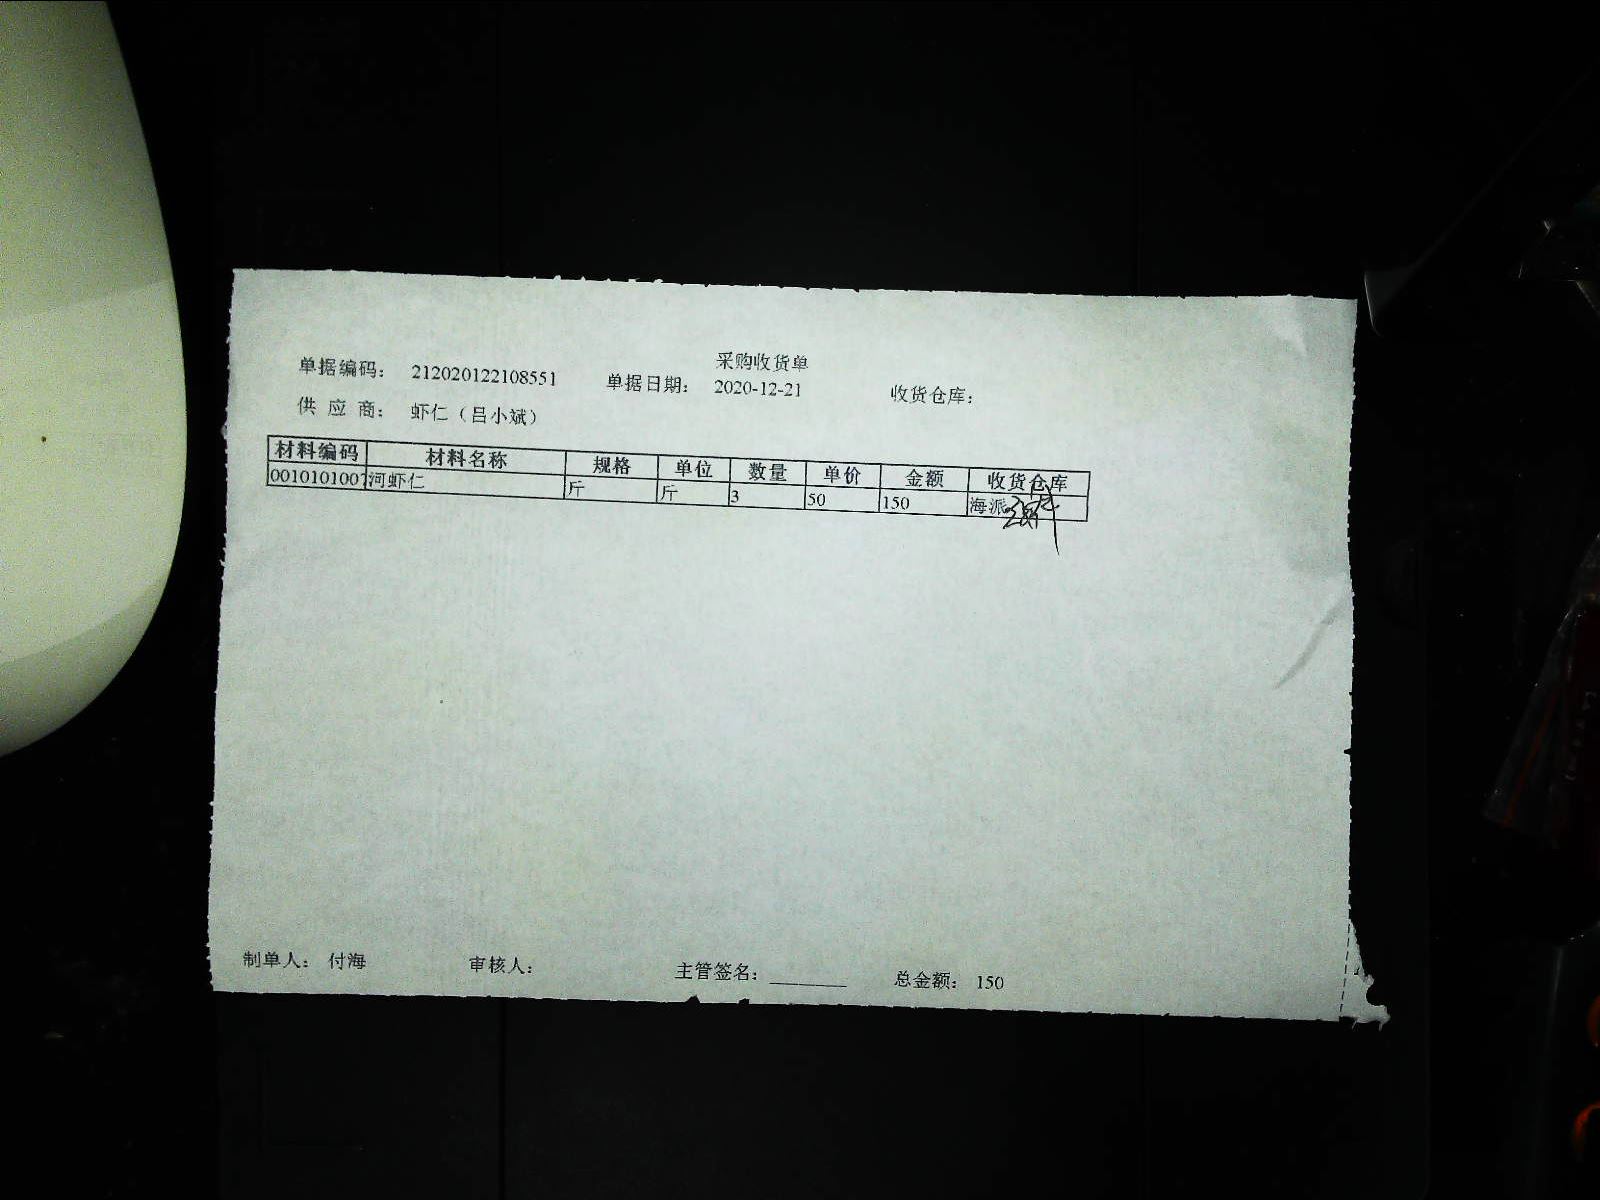 采购收货单
单据编码: 212020122108551 单据日期: 2020-12-21 收货仓库:
供 应 商: 虾仁（吕小斌）
材料编码 材料名称 规格 单位 数量 单价 金额 收货仓库
0010101007 河虾仁 斤 斤 3 50 150 海派
制单人: 付海 审核人: 主管签名: 总金额: 150